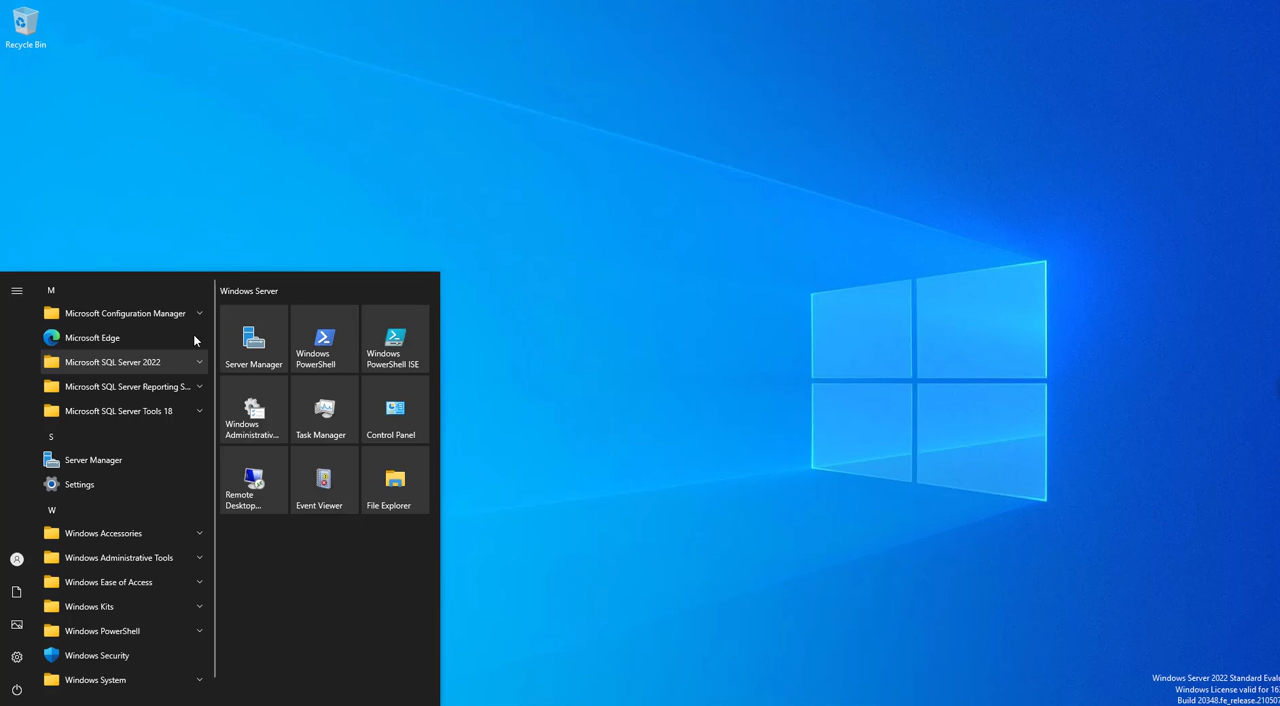 Recycle Bin
M
Microsoft Configuration Manager
Microsoft Edge
Microsoft SQL Server 2022
Microsoft SQL Server Reporting S...
Microsoft SQL Server Tools 18
S
Server Manager
Settings
W
Windows Accessories
Windows Administrative Tools
Windows Ease of Access
Windows Kits
Windows PowerShell
Windows Security
Windows System
Windows Server
Server Manager
Windows
PowerShell
Windows
PowerShell ISE
Windows
Administrativ...
Task Manager
Control Panel
Remote
Desktop...
Event Viewer
File Explorer
Windows Server 2022 Standard Evalu
Windows License valid for 16
Build 20348.fe_release.210507